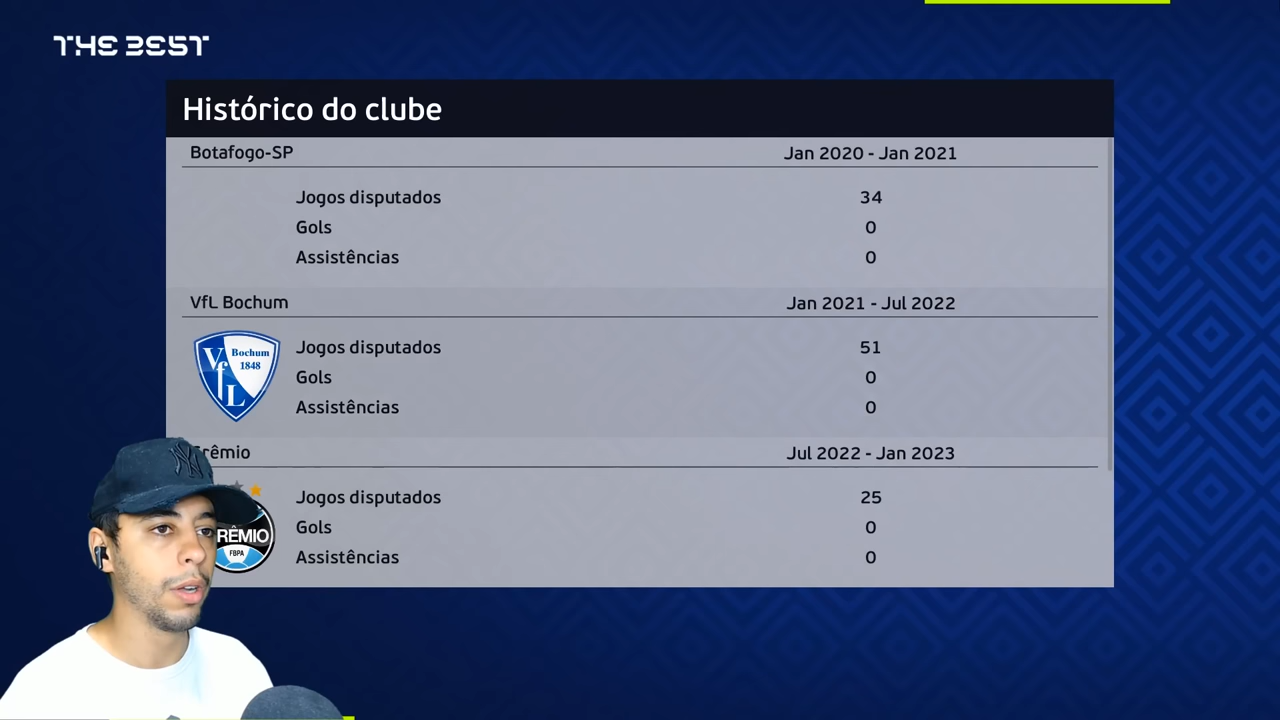 THE BEST
Histórico do clube
Botafogo-SP Jan 2020 - Jan 2021
Jogos disputados 34
Gols 0
Assistências 0
VfL Bochum Jan 2021 - Jul 2022
VfL Bochum 1848
Jogos disputados 51
Gols 0
Assistências 0
Grêmio Jul 2022 - Jan 2023
NY
Jogos disputados 25
RÊMIO
FBPA
Gols 0
Assistências 0